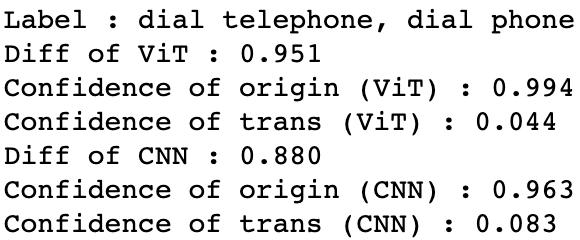 Label : dial telephone, dial phone
Diff of ViT : 0.951
Confidence of origin (ViT) : 0.994
Confidence of trans (ViT) : 0.044
Diff of CNN : 0.880
Confidence of origin (CNN) : 0.963
Confidence of trans (CNN) : 0.083